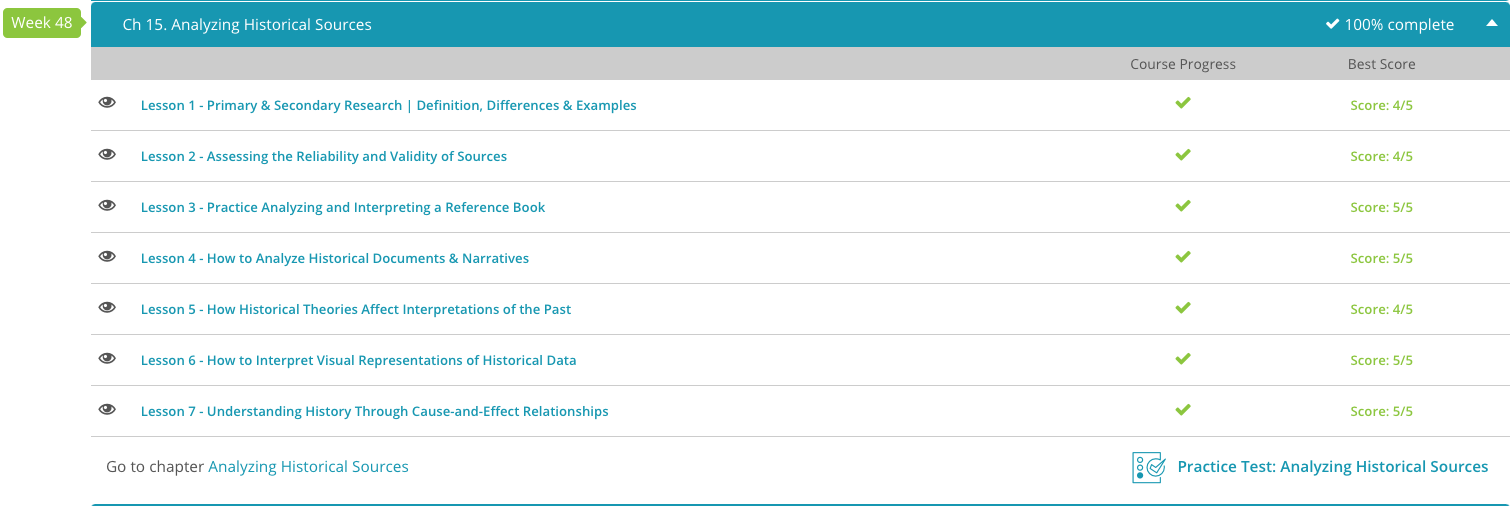 Week 48
Ch 15. Analyzing Historical Sources 100% complete
Course Progress Best Score
Lesson 1 - Primary & Secondary Research | Definition, Differences & Examples Score: 4/5
Lesson 2 - Assessing the Reliability and Validity of Sources Score: 4/5
Lesson 3 - Practice Analyzing and Interpreting a Reference Book Score: 5/5
Lesson 4 - How to Analyze Historical Documents & Narratives Score: 5/5
Lesson 5 - How Historical Theories Affect Interpretations of the Past Score: 4/5
Lesson 6 - How to Interpret Visual Representations of Historical Data Score: 5/5
Lesson 7 - Understanding History Through Cause-and-Effect Relationships Score: 5/5
Go to chapter Analyzing Historical Sources Practice Test: Analyzing Historical Sources